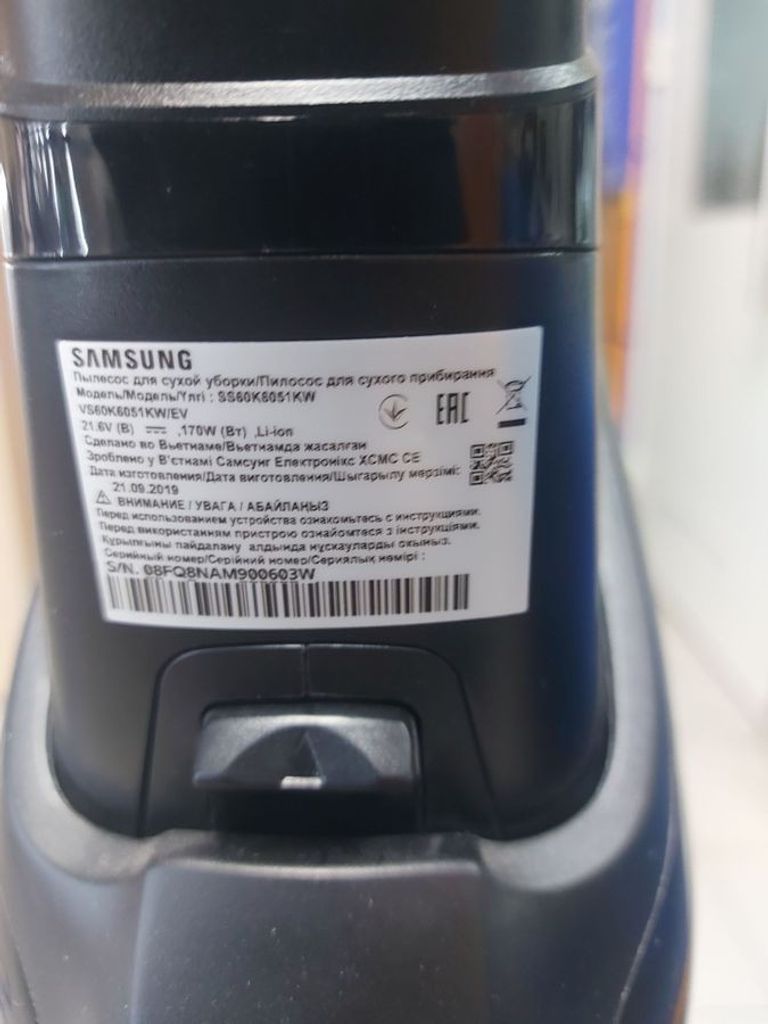 SAMSUNG
Пылесос для сухой уборки/Пилосос для сухого прибирання
Модель/Модель/Үлгі : SS60K6051KW
VS60K6051KW/EV
21.6V (В) ⎓ ,170W (Вт) ,Li-ion
EAC
Сделано во Вьетнаме/Вьетнамда жасалған
Зроблено у В'єтнамі Самсунг Електронікс ХСМС СЕ
Дата изготовления/Дата виготовлення/Шығарылу мерзімі:
21.09.2019
⚠ ВНИМАНИЕ / УВАГА / АБАЙЛАНЫЗ
Перед использованием устройства ознакомьтесь с инструкциями.
Перед використанням пристрою ознайомтеся з інструкціями.
Құрылғыны пайдалану алдында нұсқауларды оқыңыз.
Серийный номер/Серійний номер/Сериялық нөмірі :
S/N. 08FQ8NAM900603W